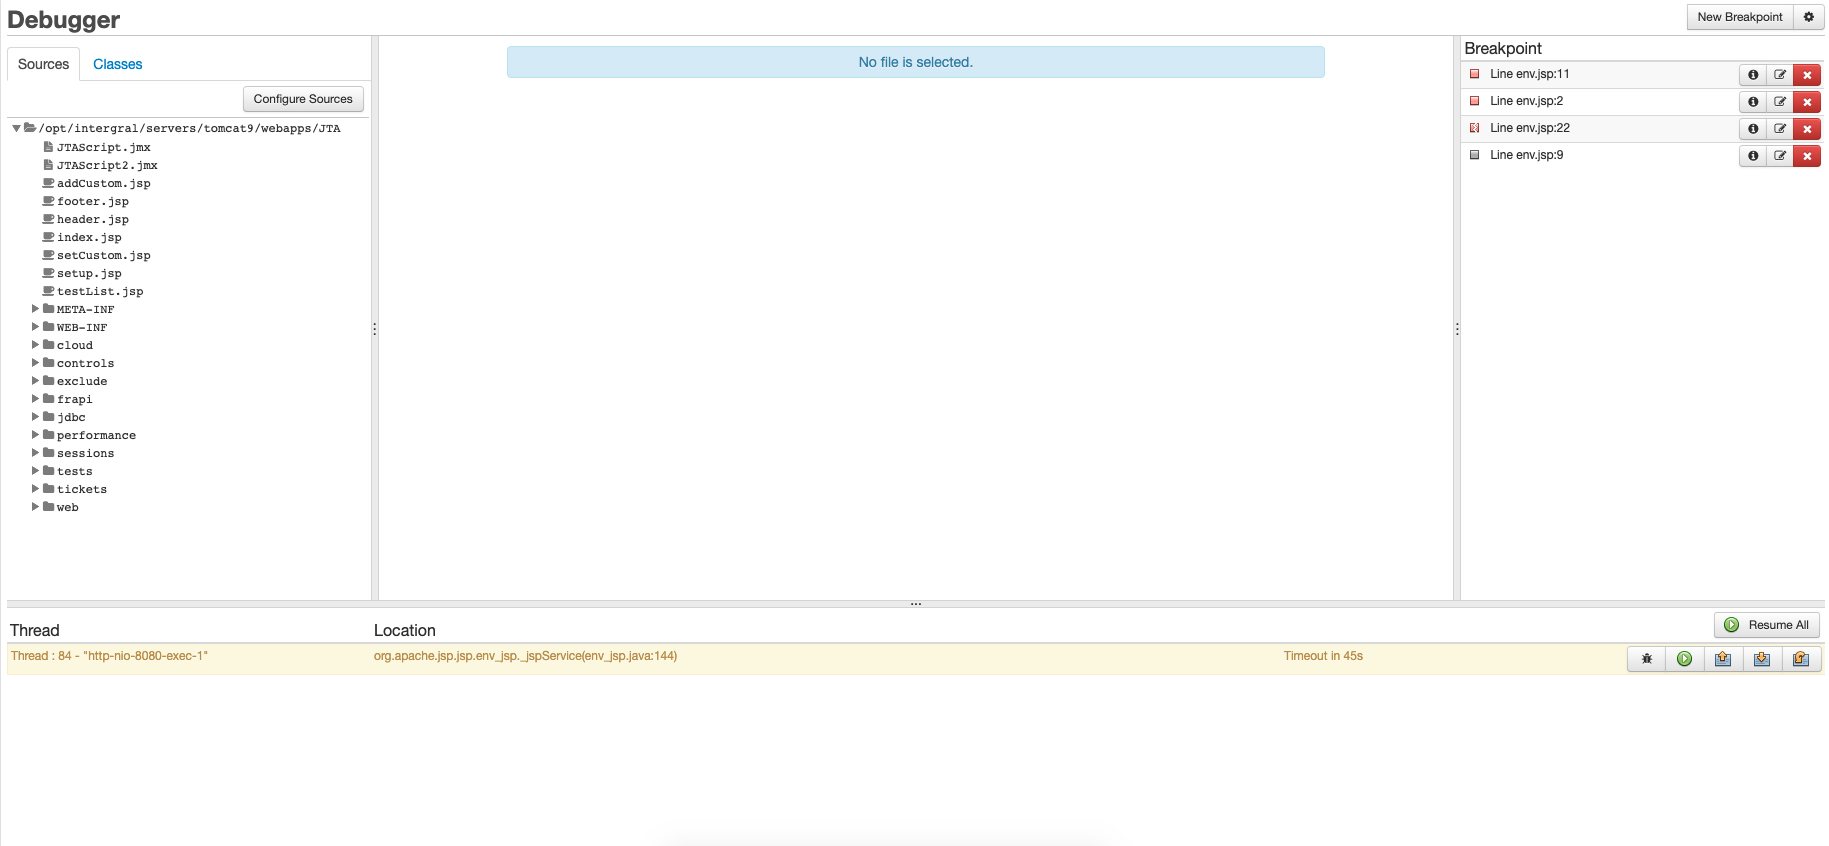 Debugger
New Breakpoint
Sources
Classes
Configure Sources
/opt/intergral/servers/tomcat9/webapps/JTA
JTAScript.jmx
JTAScript2.jmx
addCustom.jsp
footer.jsp
header.jsp
index.jsp
setCustom.jsp
setup.jsp
testList.jsp
META-INF
WEB-INF
cloud
controls
exclude
frapi
jdbc
performance
sessions
tests
tickets
web
No file is selected.
Breakpoint
Line env.jsp:11
Line env.jsp:2
Line env.jsp:22
Line env.jsp:9
Thread
Location
Resume All
Thread : 84 - "http-nio-8080-exec-1"
org.apache.jsp.jsp.env_jsp._jspService(env_jsp.java:144)
Timeout in 45s